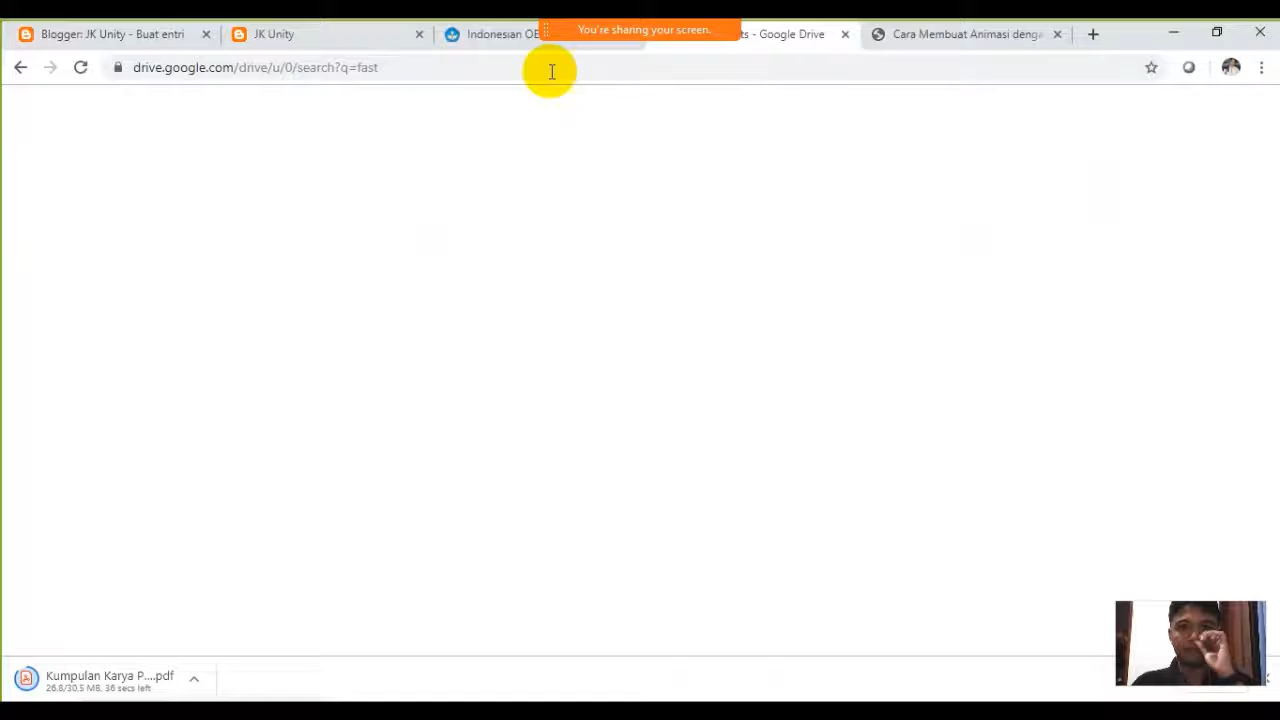 Blogger: JK Unity - Buat entri
JK Unity
Indonesian OE
You're sharing your screen.
ts - Google Drive
Cara Membuat Animasi denga
drive.google.com/drive/u/0/search?q=fast
Kumpulan Karya P....pdf
26.8/30.5 MB, 36 secs left